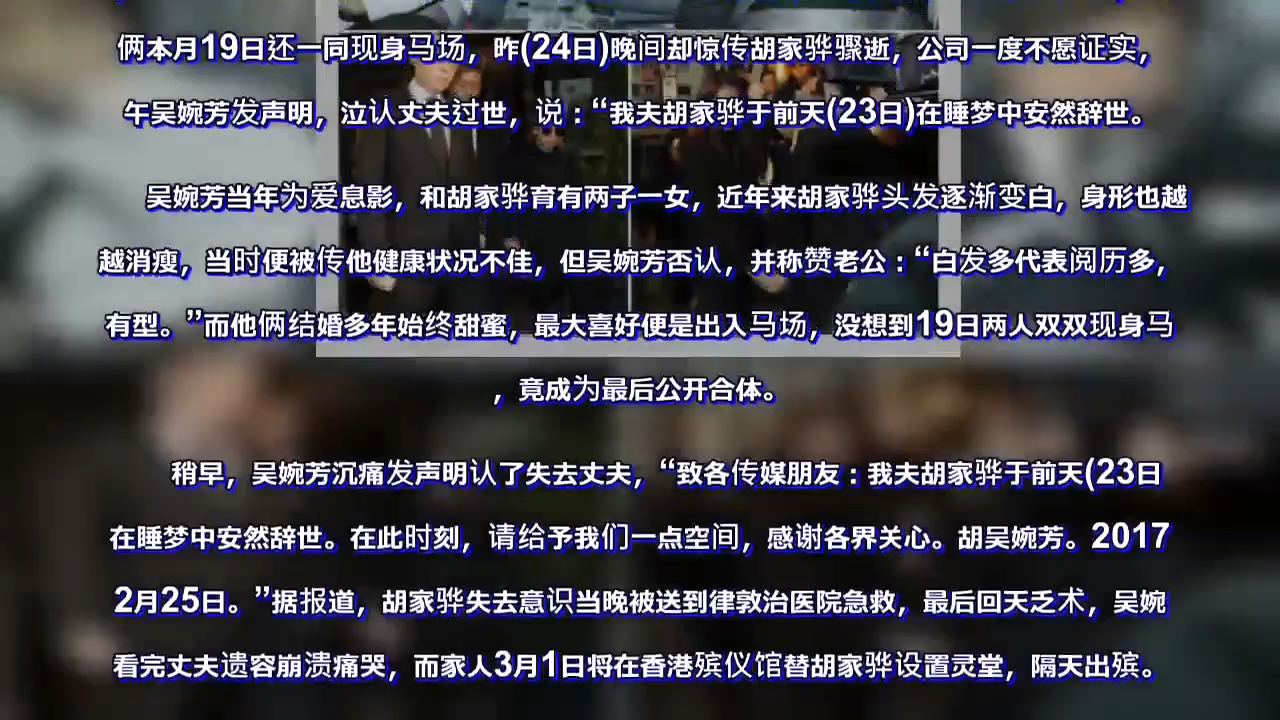 俩本月19日还一同现身马场，昨(24日)晚间却惊传胡家骅骤逝，公司一度不愿证实，
午吴婉芳发声明，泣认丈夫过世，说：“我夫胡家骅于前天(23日)在睡梦中安然辞世。
吴婉芳当年为爱息影，和胡家骅育有两子一女，近年来胡家骅头发逐渐变白，身形也越
越消瘦，当时便被传他健康状况不佳，但吴婉芳否认，并称赞老公：“白发多代表阅历多，
有型。”而他俩结婚多年始终甜蜜，最大喜好便是出入马场，没想到19日两人双双现身马
，竟成为最后公开合体。
稍早，吴婉芳沉痛发声明认了失去丈夫，“致各传媒朋友：我夫胡家骅于前天(23日
在睡梦中安然辞世。在此时刻，请给予我们一点空间，感谢各界关心。胡吴婉芳。2017
2月25日。”据报道，胡家骅失去意识当晚被送到律敦治医院急救，最后回天乏术，吴婉
看完丈夫遗容崩溃痛哭，而家人3月1日将在香港殡仪馆替胡家骅设置灵堂，隔天出殡。